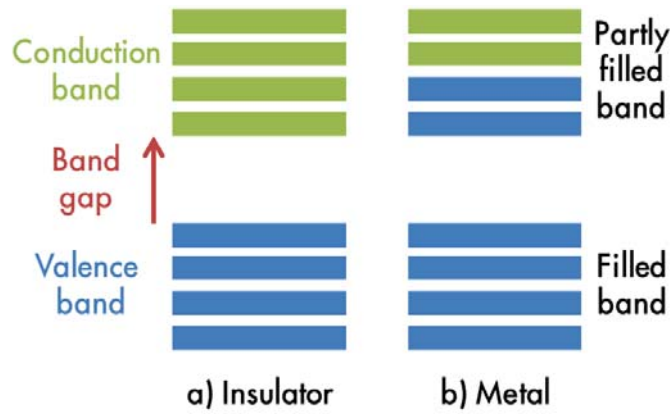 Conduction
band
Partly
filled
band
Band
gap
Valence
band
Filled
band
a) Insulator
b) Metal